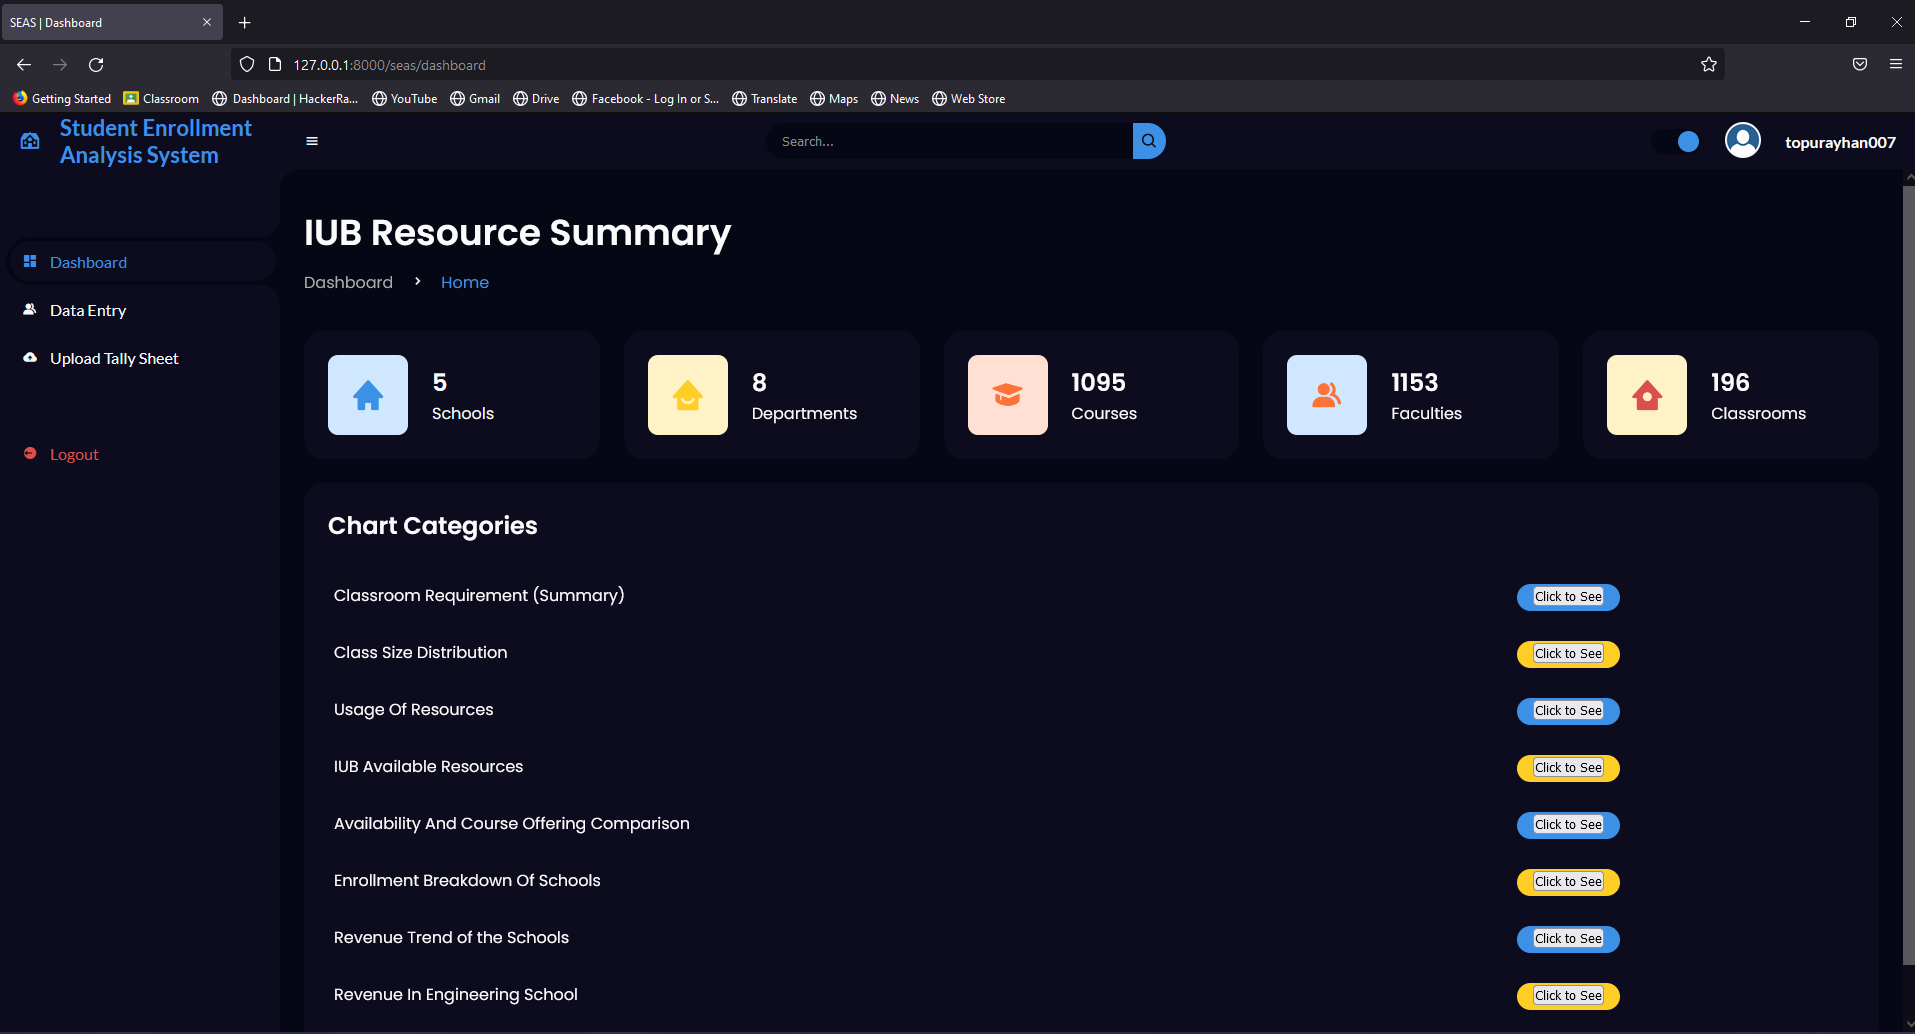 SEAS | Dashboard
127.0.0.1:8000/seas/dashboard
Getting Started
Classroom
Dashboard | HackerRa...
YouTube
Gmail
Drive
Facebook - Log In or S...
Translate
Maps
News
Web Store
Student Enrollment
Analysis System
Search...
topurayhan007
Dashboard
Data Entry
Upload Tally Sheet
Logout
IUB Resource Summary
Dashboard > Home
5
Schools
8
Departments
1095
Courses
1153
Faculties
196
Classrooms
Chart Categories
Classroom Requirement (Summary)
Click to See
Class Size Distribution
Click to See
Usage Of Resources
Click to See
IUB Available Resources
Click to See
Availability And Course Offering Comparison
Click to See
Enrollment Breakdown Of Schools
Click to See
Revenue Trend of the Schools
Click to See
Revenue In Engineering School
Click to See